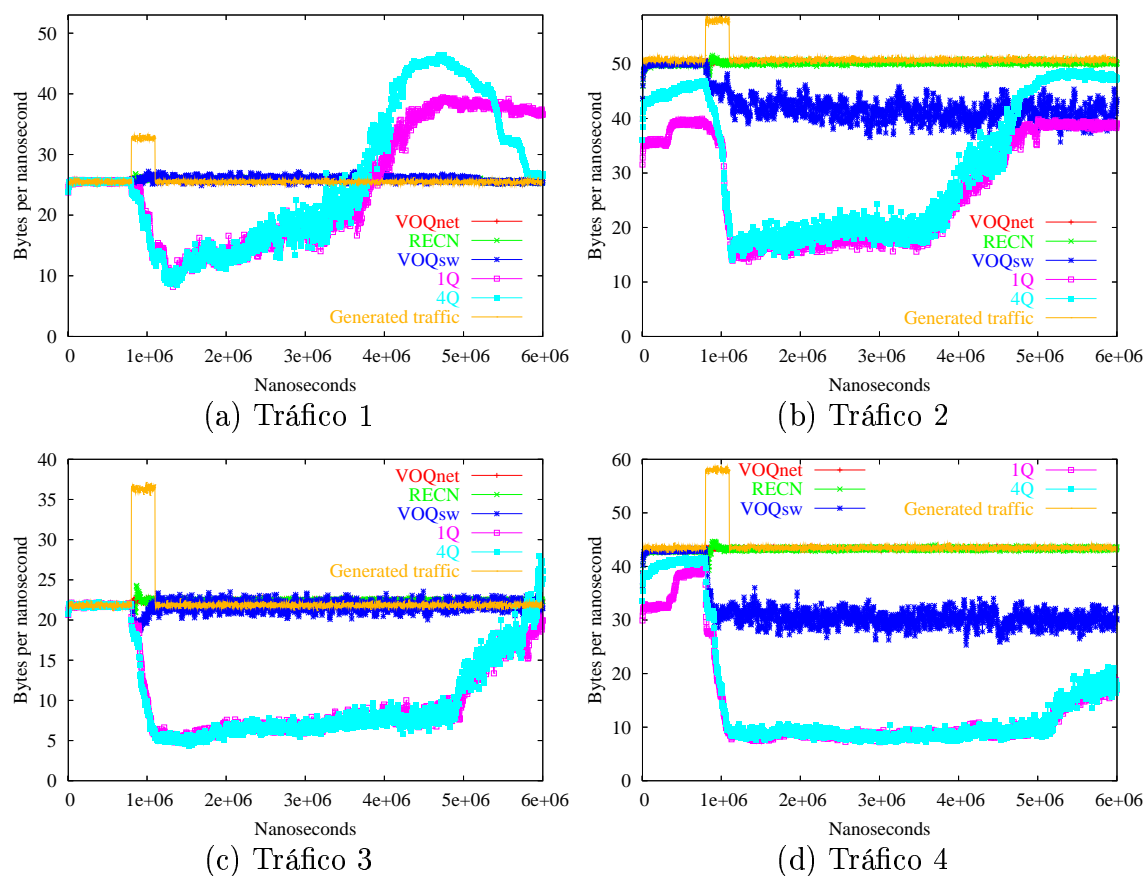 50
40
30
20
10
0
Bytes per nanosecond
VOQnet
RECN
VOQsw
1Q
4Q
Generated traffic
0 1e+06 2e+06 3e+06 4e+06 5e+06 6e+06
Nanoseconds
(a) Tráfico 1
50
40
30
20
10
0
Bytes per nanosecond
VOQnet
RECN
VOQsw
1Q
4Q
Generated traffic
0 1e+06 2e+06 3e+06 4e+06 5e+06 6e+06
Nanoseconds
(b) Tráfico 2
40
35
30
25
20
15
10
5
0
Bytes per nanosecond
VOQnet
RECN
VOQsw
1Q
4Q
Generated traffic
0 1e+06 2e+06 3e+06 4e+06 5e+06 6e+06
Nanoseconds
(c) Tráfico 3
60
50
40
30
20
10
0
Bytes per nanosecond
VOQnet
RECN
VOQsw
1Q
4Q
Generated traffic
0 1e+06 2e+06 3e+06 4e+06 5e+06 6e+06
Nanoseconds
(d) Tráfico 4